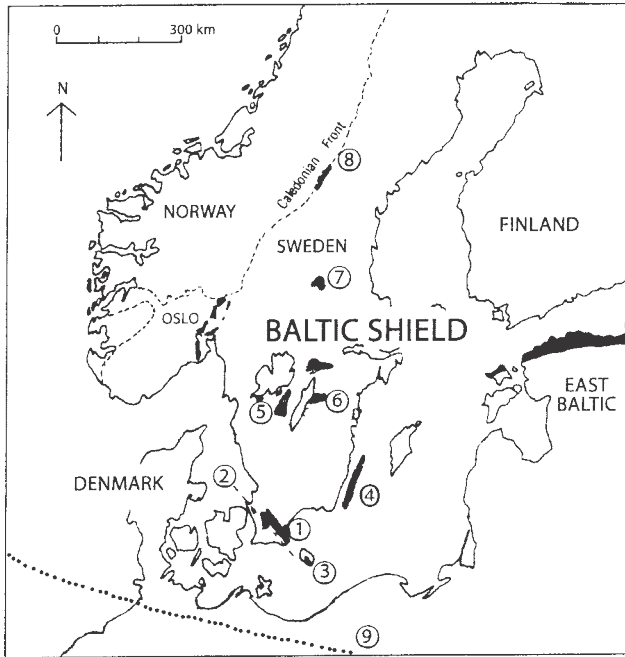 0 300 km
N
Caledonian Front
⑧
NORWAY
FINLAND
SWEDEN
⑦
OSLO
BALTIC SHIELD
EAST
BALTIC
⑤
⑥
②
DENMARK
④
①
③
⑨